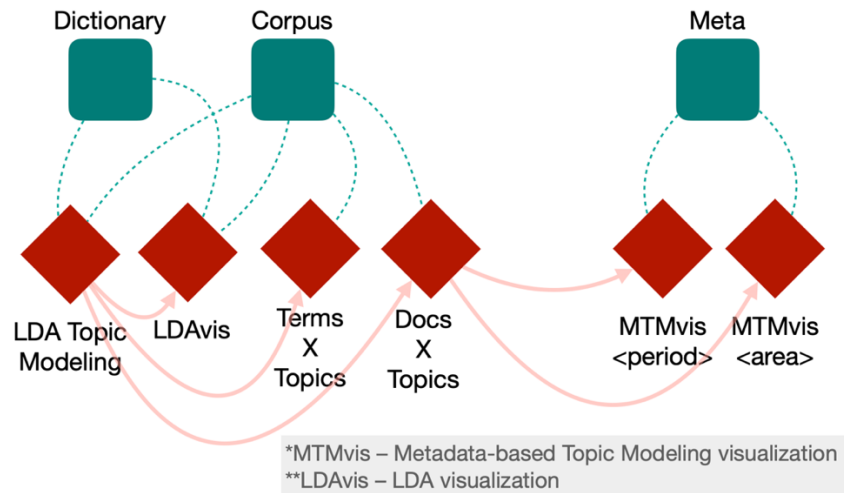 Dictionary
Corpus
Meta
LDA Topic
Modeling
LDAvis
Terms
X
Topics
Docs
X
Topics
MTMvis
<period>
MTMvis
<area>
*MTMvis – Metadata-based Topic Modeling visualization
**LDAvis – LDA visualization